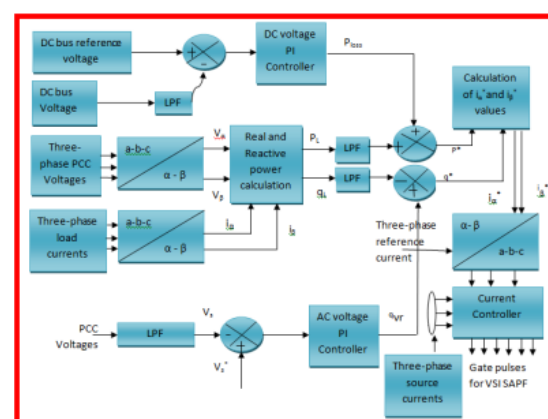 DC bus reference
voltage
DC voltage
PI
Controller
Ploss
DC bus
Voltage
LPF
Calculation
of iα* and iβ*
values
Three-
phase PCC
Voltages
a-b-c
α - β
Vα
Vβ
Real and
Reactive
power
calculation
PL
qL
LPF
LPF
P*
q*
Three-phase
load
currents
a-b-c
α - β
iα
iβ
iα*
iβ*
Three-phase
reference
current
α - β
a-b-c
PCC
Voltages
LPF
Vs
Vs*
AC voltage
PI
Controller
qvr
Current
Controller
Three-phase
source
currents
Gate pulses
for VSI SAPF